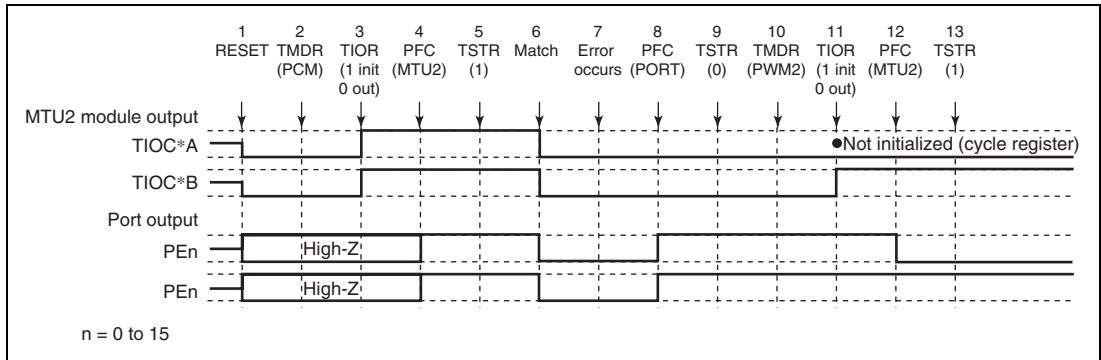 1 2 3 4 5 6 7 8 9 10 11 12 13
RESET TMDR TIOR PFC TSTR Match Error PFC TSTR TMDR TIOR PFC TSTR
(PCM) (1 init (MTU2) (1) occurs (PORT) (0) (PWM2) (1 init (MTU2) (1)
0 out) 0 out)
MTU2 module output
TIOC*A
●Not initialized (cycle register)
TIOC*B
Port output
PEn
High-Z
PEn
High-Z
n = 0 to 15